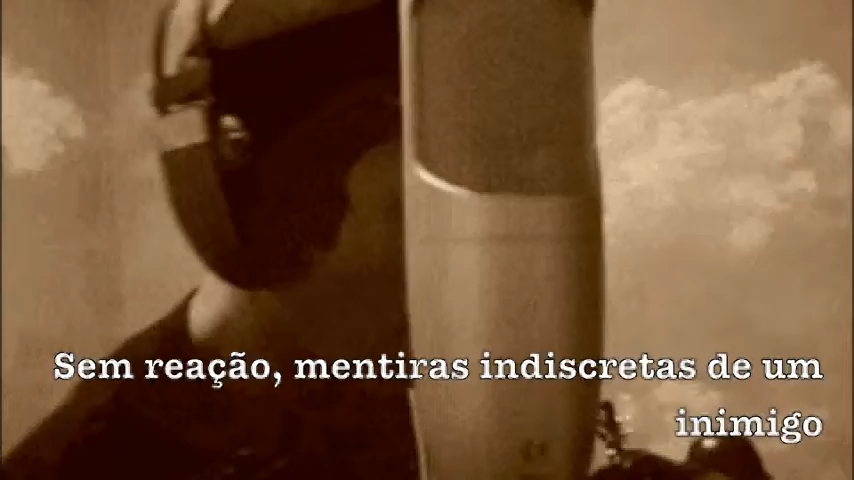 Sem reação, mentiras indiscretas de um
inimigo